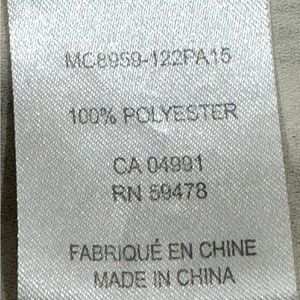 MC8959-122PA15
100% POLYESTER
CA 04991
RN 59478
FABRIQUÉ EN CHINE
MADE IN CHINA